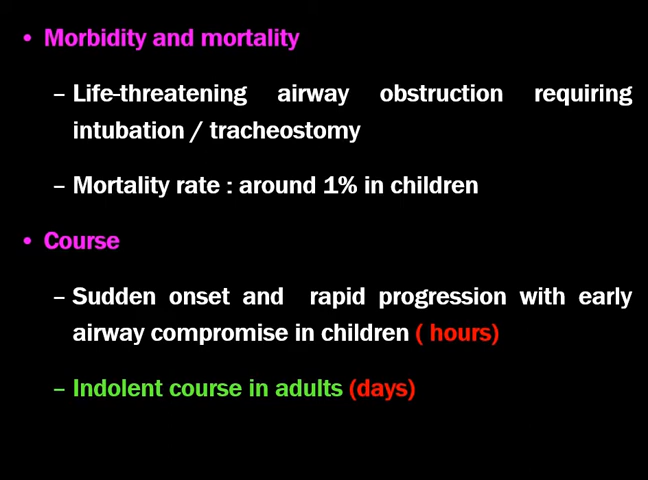 • Morbidity and mortality
– Life-threatening airway obstruction requiring
intubation / tracheostomy
– Mortality rate : around 1% in children
• Course
– Sudden onset and rapid progression with early
airway compromise in children ( hours)
– Indolent course in adults (days)